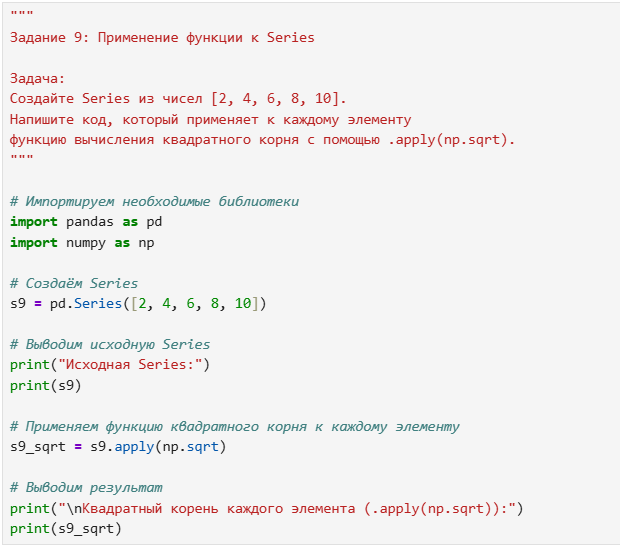 """
Задание 9: Применение функции к Series

Задача:
Создайте Series из чисел [2, 4, 6, 8, 10].
Напишите код, который применяет к каждому элементу
функцию вычисления квадратного корня с помощью .apply(np.sqrt).
"""

# Импортируем необходимые библиотеки
import pandas as pd
import numpy as np

# Создаём Series
s9 = pd.Series([2, 4, 6, 8, 10])

# Выводим исходную Series
print("Исходная Series:")
print(s9)

# Применяем функцию квадратного корня к каждому элементу
s9_sqrt = s9.apply(np.sqrt)

# Выводим результат
print("\nКвадратный корень каждого элемента (.apply(np.sqrt)):")
print(s9_sqrt)